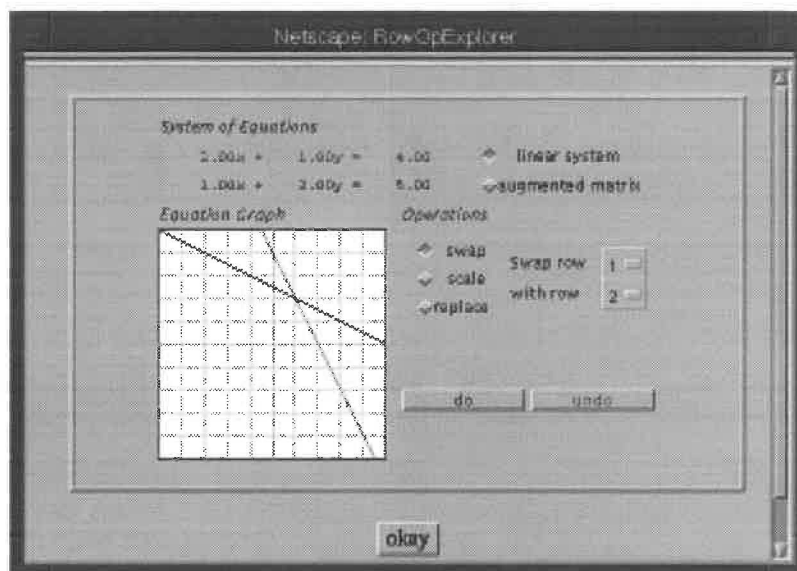 Netscape: RowOpExplorer
System of Equations
2.00x + 1.00y = 4.00
linear system
1.00x + 2.00y = 5.00
augmented matrix
Equation Graph
Operations
swap
scale
replace
Swap row 1
with row 2
do
undo
okay